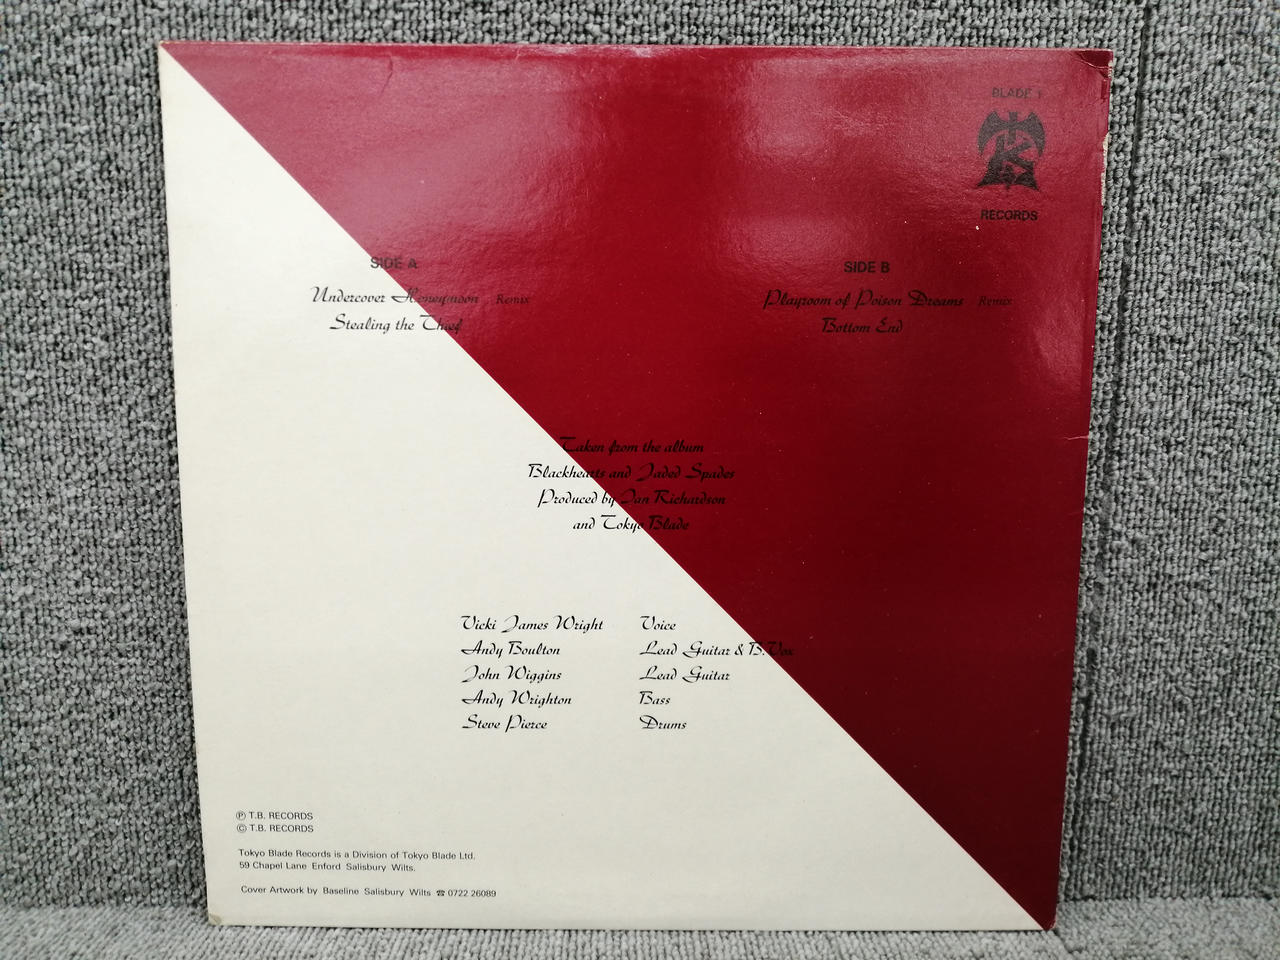 BLADE 1
RECORDS
SIDE A
Undercover Honeymoon Remix
Stealing the Thief
SIDE B
Playroom of Poison Dreams Remix
Bottom End
Taken from the album
Blackhearts and Jaded Spades
Produced by Ian Richardson
and Tokyo Blade
Vicki James Wright Voice
Andy Boulton Lead Guitar & B.Vox
John Wiggins Lead Guitar
Andy Wrighton Bass
Steve Pierce Drums
Ⓟ T.B. RECORDS
© T.B. RECORDS
Tokyo Blade Records is a Division of Tokyo Blade Ltd.
59 Chapel Lane Enford Salisbury Wilts.
Cover Artwork by Baseline Salisbury Wilts ☎ 0722 26089